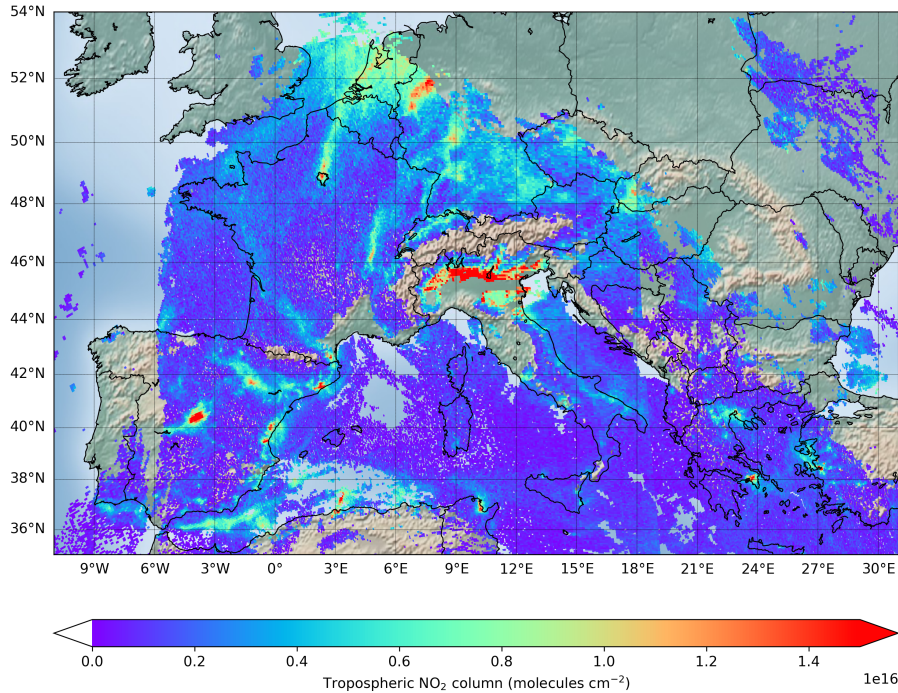 54°N
52°N
50°N
48°N
46°N
44°N
42°N
40°N
38°N
36°N
9°W 6°W 3°W 0°E 3°E 6°E 9°E 12°E 15°E 18°E 21°E 24°E 27°E 30°E
0.0 0.2 0.4 0.6 0.8 1.0 1.2 1.4
1e16
Tropospheric NO₂ column (molecules cm⁻²)